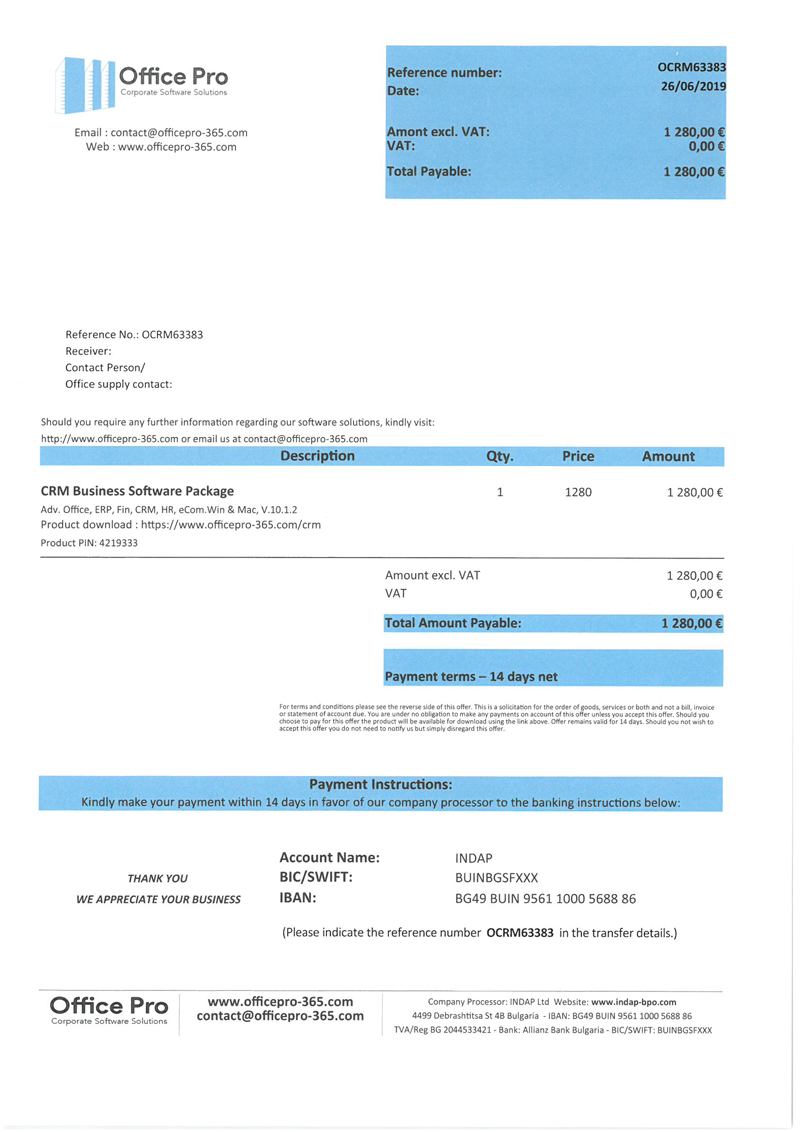 Office Pro
Corporate Software Solutions
Email : contact@officepro-365.com
Web : www.officepro-365.com
Reference number: OCRM63383
Date: 26/06/2019
Amont excl. VAT: 1 280,00 €
VAT: 0,00 €
Total Payable: 1 280,00 €
Reference No.: OCRM63383
Receiver:
Contact Person/
Office supply contact:
Should you require any further information regarding our software solutions, kindly visit:
http://www.officepro-365.com or email us at contact@officepro-365.com
Description Qty. Price Amount
CRM Business Software Package 1 1280 1 280,00 €
Adv. Office, ERP, Fin, CRM, HR, eCom.Win & Mac, V.10.1.2
Product download : https://www.officepro-365.com/crm
Product PIN: 4219333
Amount excl. VAT 1 280,00 €
VAT 0,00 €
Total Amount Payable: 1 280,00 €
Payment terms – 14 days net
For terms and conditions please see the reverse side of this offer. This is a solicitation for the order of goods, services or both and not a bill, invoice
or statement of account due. You are under no obligation to make any payments on account of this offer unless you accept this offer. Should you
choose to pay for this offer the product will be available for download using the link above. Offer remains valid for 14 days. Should you not wish to
accept this offer you do not need to notify us but simply disregard this offer.
Payment Instructions:
Kindly make your payment within 14 days in favor of our company processor to the banking instructions below:
THANK YOU
WE APPRECIATE YOUR BUSINESS
Account Name: INDAP
BIC/SWIFT: BUINBGSFXXX
IBAN: BG49 BUIN 9561 1000 5688 86
(Please indicate the reference number OCRM63383 in the transfer details.)
Office Pro
Corporate Software Solutions
www.officepro-365.com
contact@officepro-365.com
Company Processor: INDAP Ltd Website: www.indap-bpo.com
4499 Debrashtitsa St 4B Bulgaria - IBAN: BG49 BUIN 9561 1000 5688 86
TVA/Reg BG 2044533421 - Bank: Allianz Bank Bulgaria - BIC/SWIFT: BUINBGSFXXX